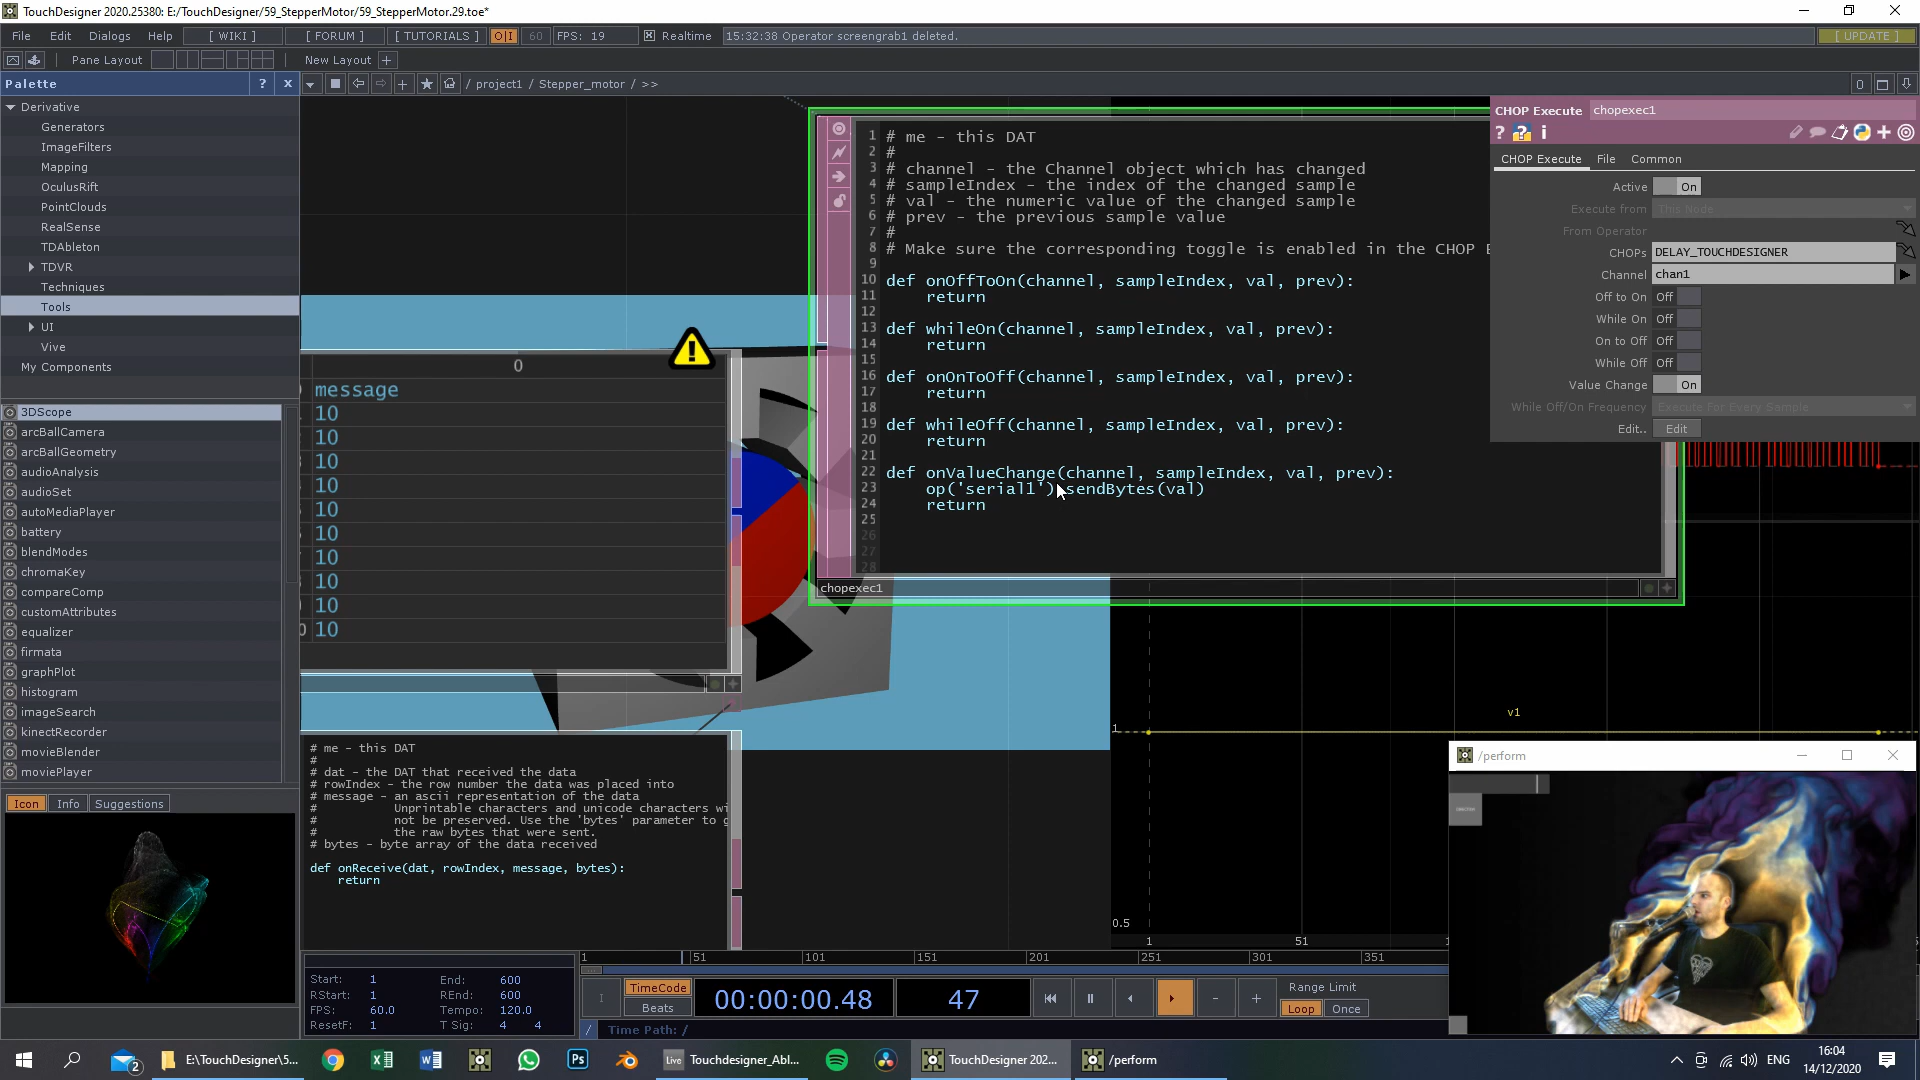 TouchDesigner 2020.25380: E:/TouchDesigner/59_StepperMotor/59_StepperMotor.29.toe*
File Edit Dialogs Help [ WIKI ] [ FORUM ] [ TUTORIALS ] O|I 60 FPS: 19 Realtime 15:32:38 Operator screengrab1 deleted. [ UPDATE ]
Pane Layout New Layout +
Palette ? x / project1 / Stepper_motor / >> 0
Derivative
Generators
ImageFilters
Mapping
OculusRift
PointClouds
RealSense
TDAbleton
TDVR
Techniques
Tools
UI
Vive
My Components
3DScope
arcBallCamera
arcBallGeometry
audioAnalysis
audioSet
autoMediaPlayer
battery
blendModes
chromaKey
compareComp
customAttributes
equalizer
firmata
graphPlot
histogram
imageSearch
kinectRecorder
movieBlender
moviePlayer
Icon Info Suggestions
0
message
10
10
10
10
10
10
10
10
10
0 10
# me - this DAT
#
# dat - the DAT that received the data
# rowIndex - the row number the data was placed into
# message - an ascii representation of the data
# Unprintable characters and unicode characters wi
# not be preserved. Use the 'bytes' parameter to g
# the raw bytes that were sent.
# bytes - byte array of the data received
def onReceive(dat, rowIndex, message, bytes):
return
1 # me - this DAT
2 #
3 # channel - the Channel object which has changed
4 # sampleIndex - the index of the changed sample
5 # val - the numeric value of the changed sample
6 # prev - the previous sample value
7 #
8 # Make sure the corresponding toggle is enabled in the CHOP E
9
10 def onOffToOn(channel, sampleIndex, val, prev):
11 return
12
13 def whileOn(channel, sampleIndex, val, prev):
14 return
15
16 def onOnToOff(channel, sampleIndex, val, prev):
17 return
18
19 def whileOff(channel, sampleIndex, val, prev):
20 return
21
22 def onValueChange(channel, sampleIndex, val, prev):
23 op('serial1').sendBytes(val)
24 return
25
26
27
28
chopexec1
CHOP Execute chopexec1
? ? i
CHOP Execute File Common
Active On
Execute from This Node
From Operator
CHOPs DELAY_TOUCHDESIGNER
Channel chan1
Off to On Off
While On Off
On to Off Off
While Off Off
Value Change On
While Off/On Frequency Execute For Every Sample
Edit.. Edit
v1
1
0.5
1 51 1
/perform
1 51 101 151 201 251 301 351
Start: 1 End: 600
RStart: 1 REnd: 600
FPS: 60.0 Tempo: 120.0
ResetF: 1 T Sig: 4 4
I TimeCode Beats 00:00:00.48 47 - + Range Limit
Loop Once
/ Time Path: /
2 E:\TouchDesigner\5... Live Touchdesigner_Abl... TouchDesigner 202... /perform ENG 16:04
14/12/2020